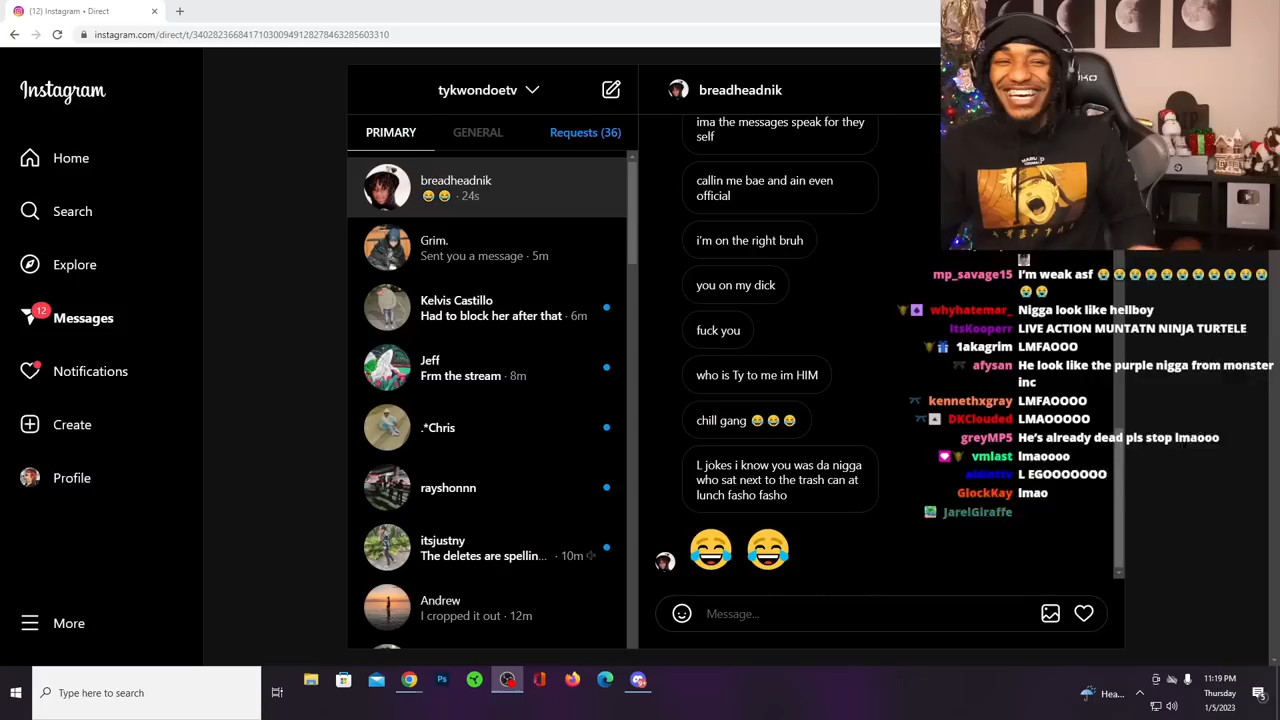 (12) Instagram • Direct
instagram.com/direct/t/340282366841710300949128278463285603310
Instagram
Home
Search
Explore
12
Messages
Notifications
Create
Profile
More
tykwondoetv
PRIMARY
GENERAL
Requests (36)
breadheadnik
😂 😂 · 24s
Grim.
Sent you a message · 5m
Kelvis Castillo
Had to block her after that · 6m
Jeff
Frm the stream · 8m
.*Chris
rayshonnn
itsjustny
The deletes are spellin... · 10m
Andrew
I cropped it out · 12m
breadheadnik
ima the messages speak for they
self
callin me bae and ain even
official
i'm on the right bruh
you on my dick
fuck you
who is Ty to me im HIM
chill gang 😂 😂 😂
L jokes i know you was da nigga
who sat next to the trash can at
lunch fasho fasho
😂 😂
Message...
mp_savage15 I'm weak asf 😭 😭 😭 😭 😭 😭 😭 😭 😭 😭 😭
😭 😭
whyhatemar_ Nigga look like hellboy
ItsKooperr LIVE ACTION MUNTATN NINJA TURTELE
1akagrim LMFAOOO
afysan He look like the purple nigga from monster
inc
kennethxgray LMFAOOOO
DKClouded LMAOOOOO
greyMP5 He's already dead pls stop lmaooo
vmlast lmaoooo
L EGOOOOOOO
GlockKay lmao
JarelGiraffe
Type here to search
Ps
Hea...
11:19 PM
Thursday
1/5/2023
5